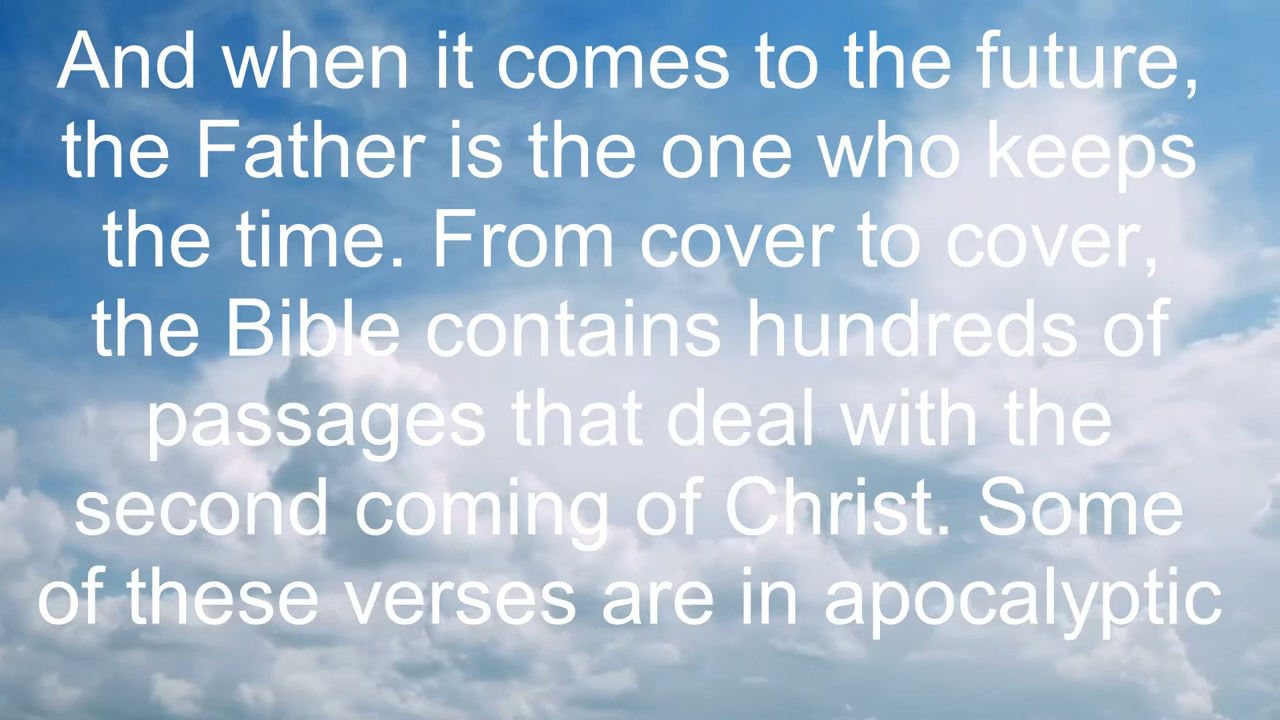 And when it comes to the future,
the Father is the one who keeps
the time. From cover to cover,
the Bible contains hundreds of
passages that deal with the
second coming of Christ. Some
of these verses are in apocalyptic